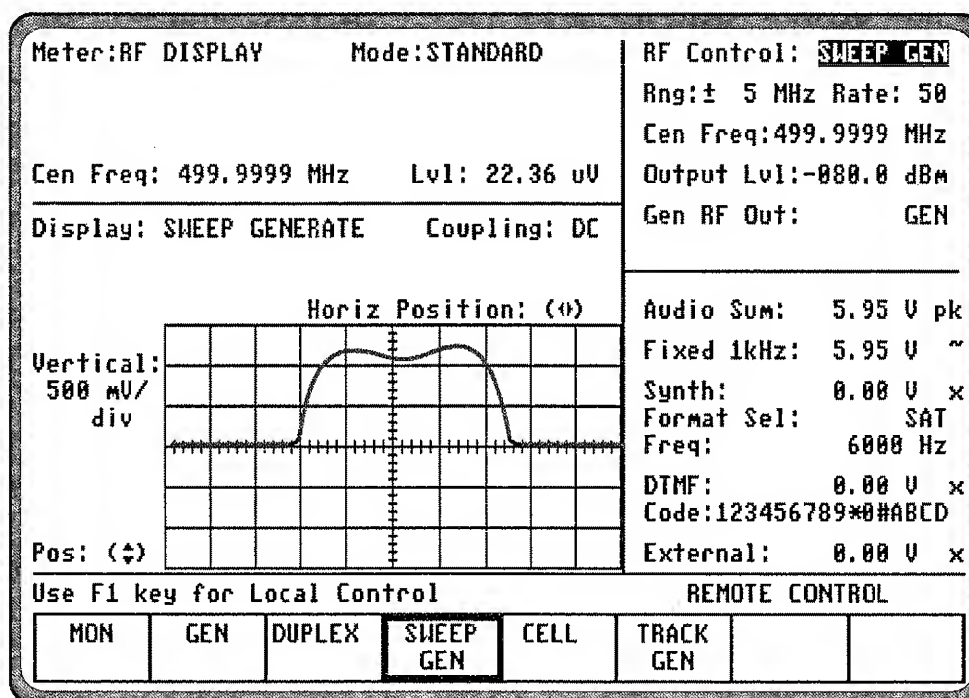 Meter:RF DISPLAY Mode:STANDARD
Cen Freq: 499.9999 MHz Lvl: 22.36 uV
Display: SWEEP GENERATE Coupling: DC
Horiz Position: (↔)
Vertical:
500 mV/
div
Pos: (↕)
RF Control: SWEEP GEN
Rng:± 5 MHz Rate: 50
Cen Freq:499.9999 MHz
Output Lvl:-080.0 dBm
Gen RF Out: GEN
Audio Sum: 5.95 V pk
Fixed 1kHz: 5.95 V ~
Synth: 0.00 V x
Format Sel: SAT
Freq: 6000 Hz
DTMF: 0.00 V x
Code:123456789*0#ABCD
External: 0.00 V x
Use F1 key for Local Control REMOTE CONTROL
MON GEN DUPLEX SWEEP GEN CELL TRACK GEN